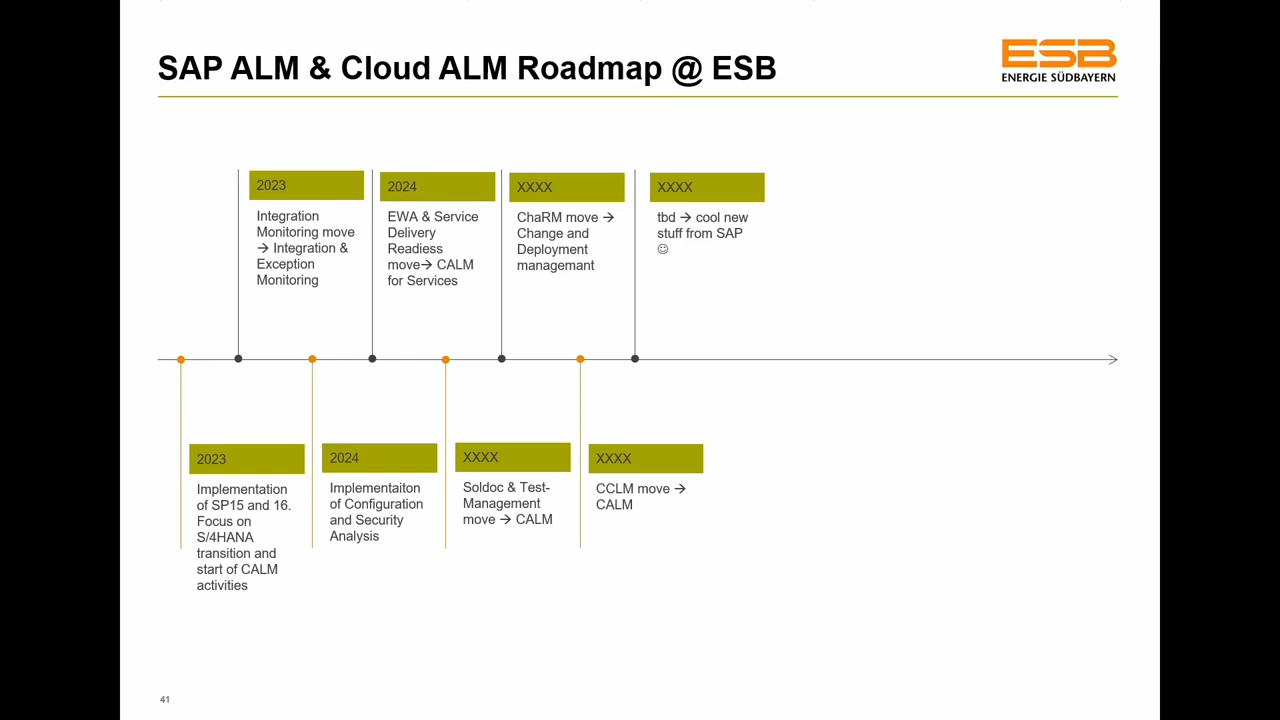 SAP ALM & Cloud ALM Roadmap @ ESB
ESB
ENERGIE SÜDBAYERN
2023
Integration
Monitoring move
→ Integration &
Exception
Monitoring
2024
EWA & Service
Delivery
Readiess
move→ CALM
for Services
XXXX
ChaRM move →
Change and
Deployment
managemant
XXXX
tbd → cool new
stuff from SAP
☺
2023
Implementation
of SP15 and 16.
Focus on
S/4HANA
transition and
start of CALM
activities
2024
Implementaiton
of Configuration
and Security
Analysis
XXXX
Soldoc & Test-
Management
move → CALM
XXXX
CCLM move →
CALM
41